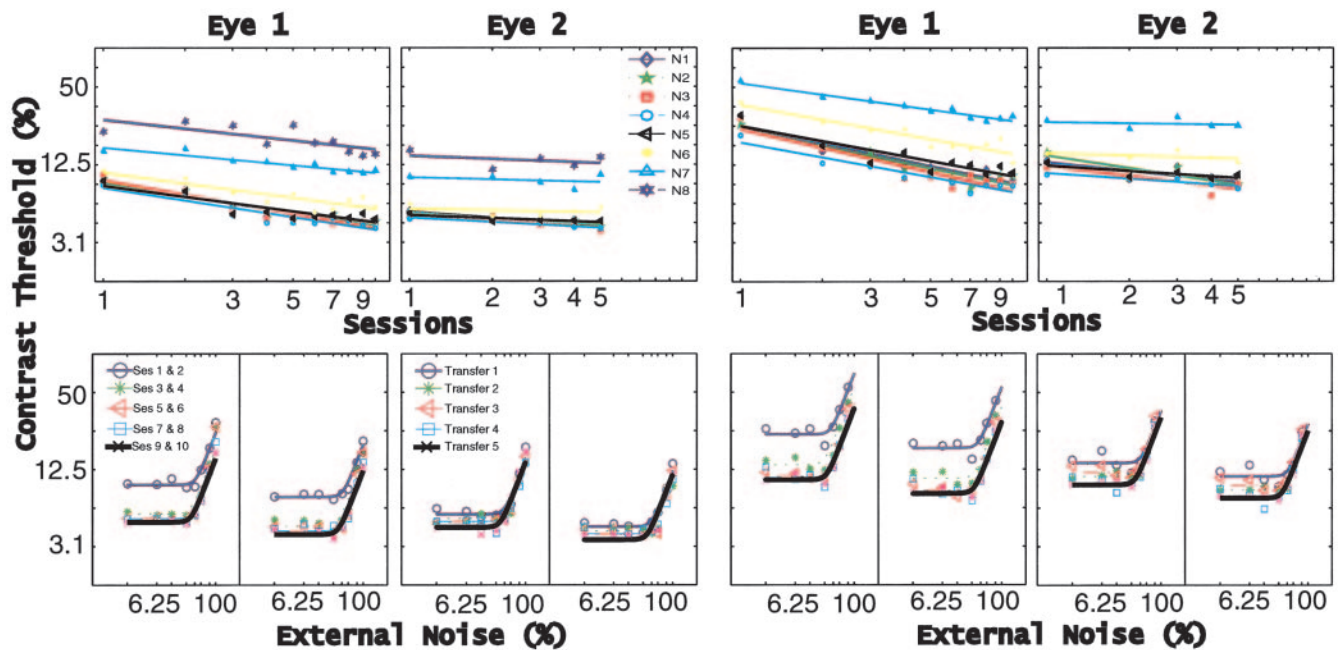 Eye 1 Eye 2 Eye 1 Eye 2
Contrast Threshold (%)
50
12.5
3.1
N1
N2
N3
N4
N5
N6
N7
N8
1 3 5 7 9 1 2 3 4 5 1 2 3 5 7 9 1 2 3 4 5
Sessions Sessions
50
12.5
3.1
Ses 1 & 2
Ses 3 & 4
Ses 5 & 6
Ses 7 & 8
Ses 9 & 10
Transfer 1
Transfer 2
Transfer 3
Transfer 4
Transfer 5
6.25 100 6.25 100 6.25 100 6.25 100 6.25 100 6.25 100 6.25 100 6.25 100
External Noise (%) External Noise (%)